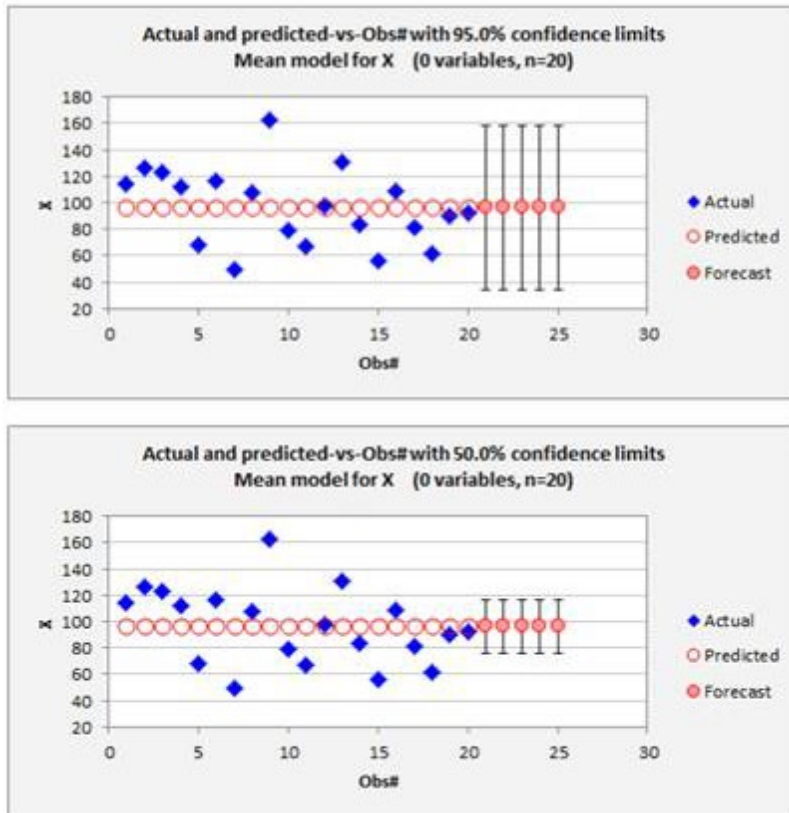 Actual and predicted-vs-Obs# with 95.0% confidence limits
Mean model for X (0 variables, n=20)
180
160
140
120
100
80
60
40
20
X
0 5 10 15 20 25 30
Obs#
Actual
Predicted
Forecast
Actual and predicted-vs-Obs# with 50.0% confidence limits
Mean model for X (0 variables, n=20)
180
160
140
120
100
80
60
40
20
X
0 5 10 15 20 25 30
Obs#
Actual
Predicted
Forecast